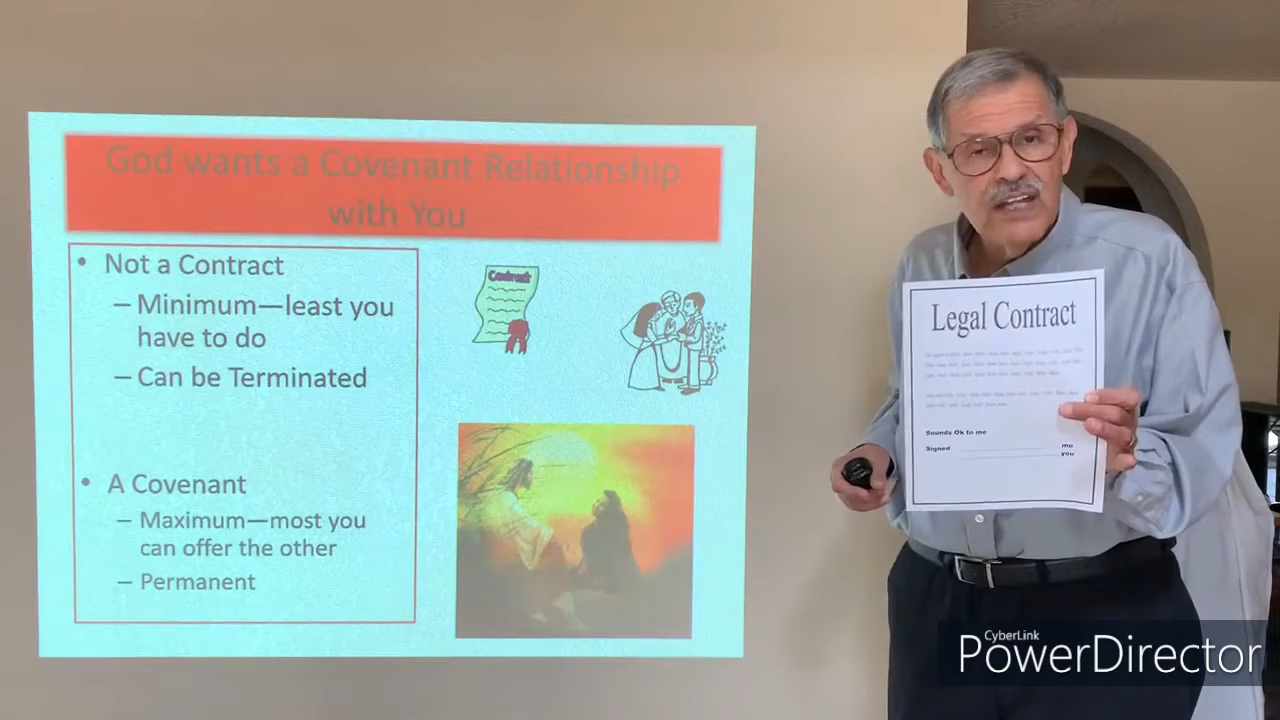 God wants a Covenant Relationship
with You
• Not a Contract
– Minimum—least you
have to do
– Can be Terminated
• A Covenant
– Maximum—most you
can offer the other
– Permanent
Contract
Legal Contract
Sounds Ok to me
Signed me
you
CyberLink
PowerDirector